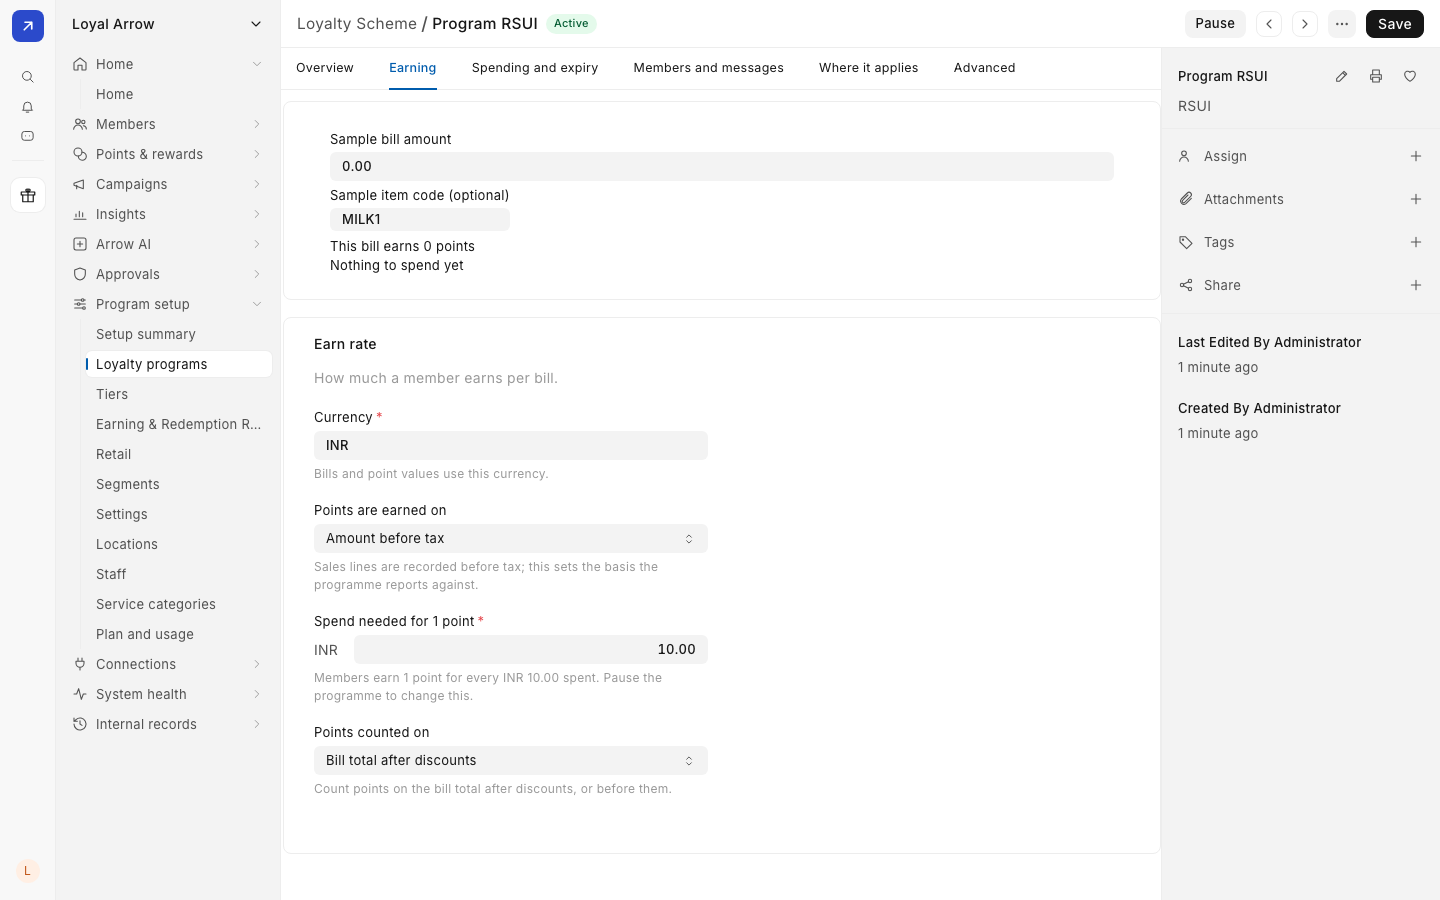 Loyal Arrow
Home
Home
Members
Points & rewards
Campaigns
Insights
Arrow AI
Approvals
Program setup
Setup summary
Loyalty programs
Tiers
Earning & Redemption R...
Retail
Segments
Settings
Locations
Staff
Service categories
Plan and usage
Connections
System health
Internal records
L
Loyalty Scheme / Program RSUI Active
Pause
Save
Overview
Earning
Spending and expiry
Members and messages
Where it applies
Advanced
Sample bill amount
0.00
Sample item code (optional)
MILK1
This bill earns 0 points
Nothing to spend yet
Earn rate
How much a member earns per bill.
Currency *
INR
Bills and point values use this currency.
Points are earned on
Amount before tax
Sales lines are recorded before tax; this sets the basis the
programme reports against.
Spend needed for 1 point *
INR 10.00
Members earn 1 point for every INR 10.00 spent. Pause the
programme to change this.
Points counted on
Bill total after discounts
Count points on the bill total after discounts, or before them.
Program RSUI
RSUI
Assign
Attachments
Tags
Share
Last Edited By Administrator
1 minute ago
Created By Administrator
1 minute ago